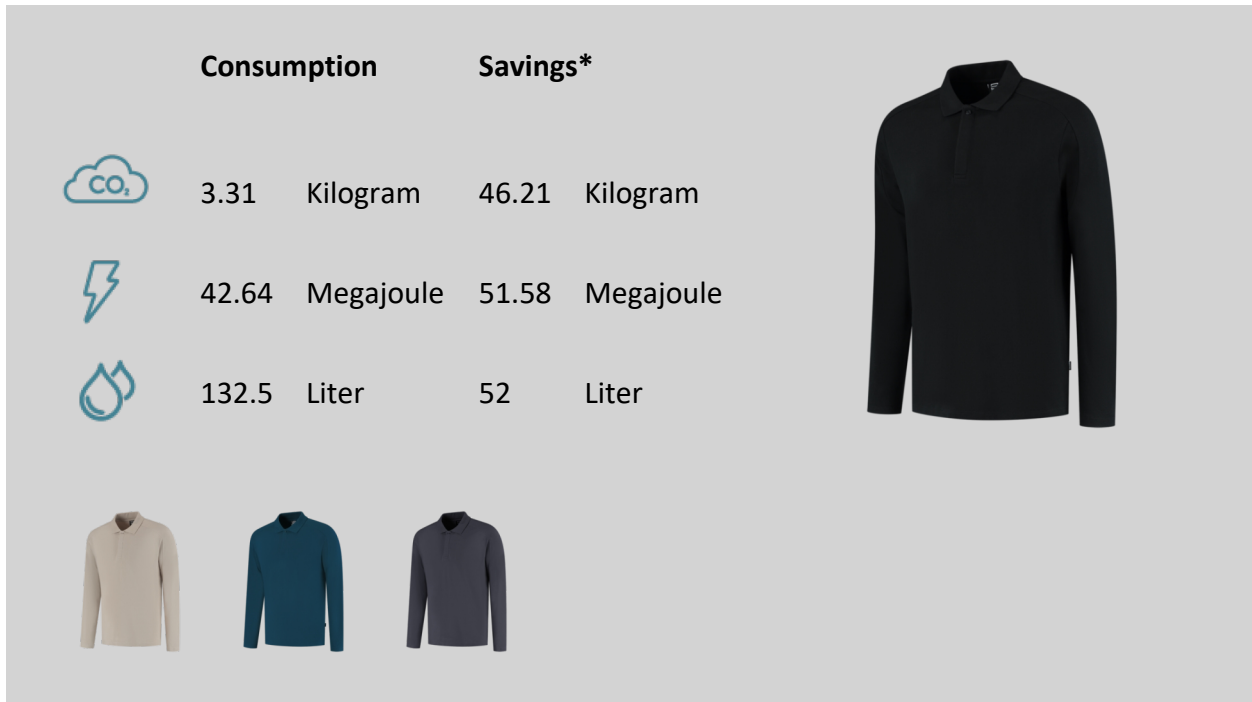 Consumption Savings*
CO₂ 3.31 Kilogram 46.21 Kilogram
42.64 Megajoule 51.58 Megajoule
132.5 Liter 52 Liter